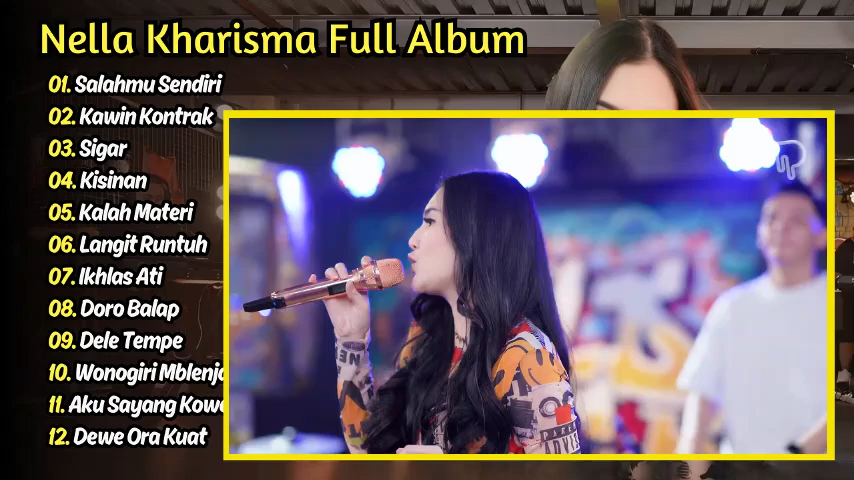 Nella Kharisma Full Album
01. Salahmu Sendiri
02. Kawin Kontrak
03. Sigar
04. Kisinan
05. Kalah Materi
06. Langit Runtuh
07. Ikhlas Ati
08. Doro Balap
09. Dele Tempe
10. Wonogiri
11. Aku Sayang
12. Dewe Ora Kuat